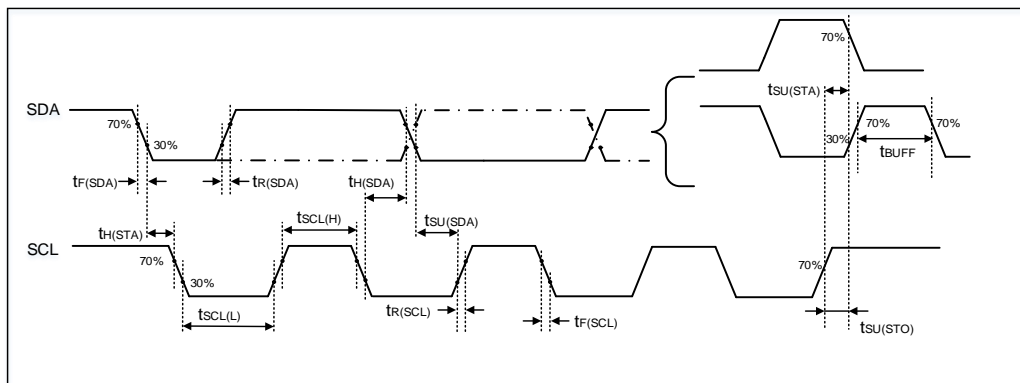 70%
tSU(STA)
SDA
70%
30%
30%
70%
70%
tBUFF
tF(SDA)
tR(SDA)
tH(SDA)
tH(STA)
tSCL(H)
tSU(SDA)
SCL
70%
30%
70%
tSCL(L)
tR(SCL)
tF(SCL)
tSU(STO)